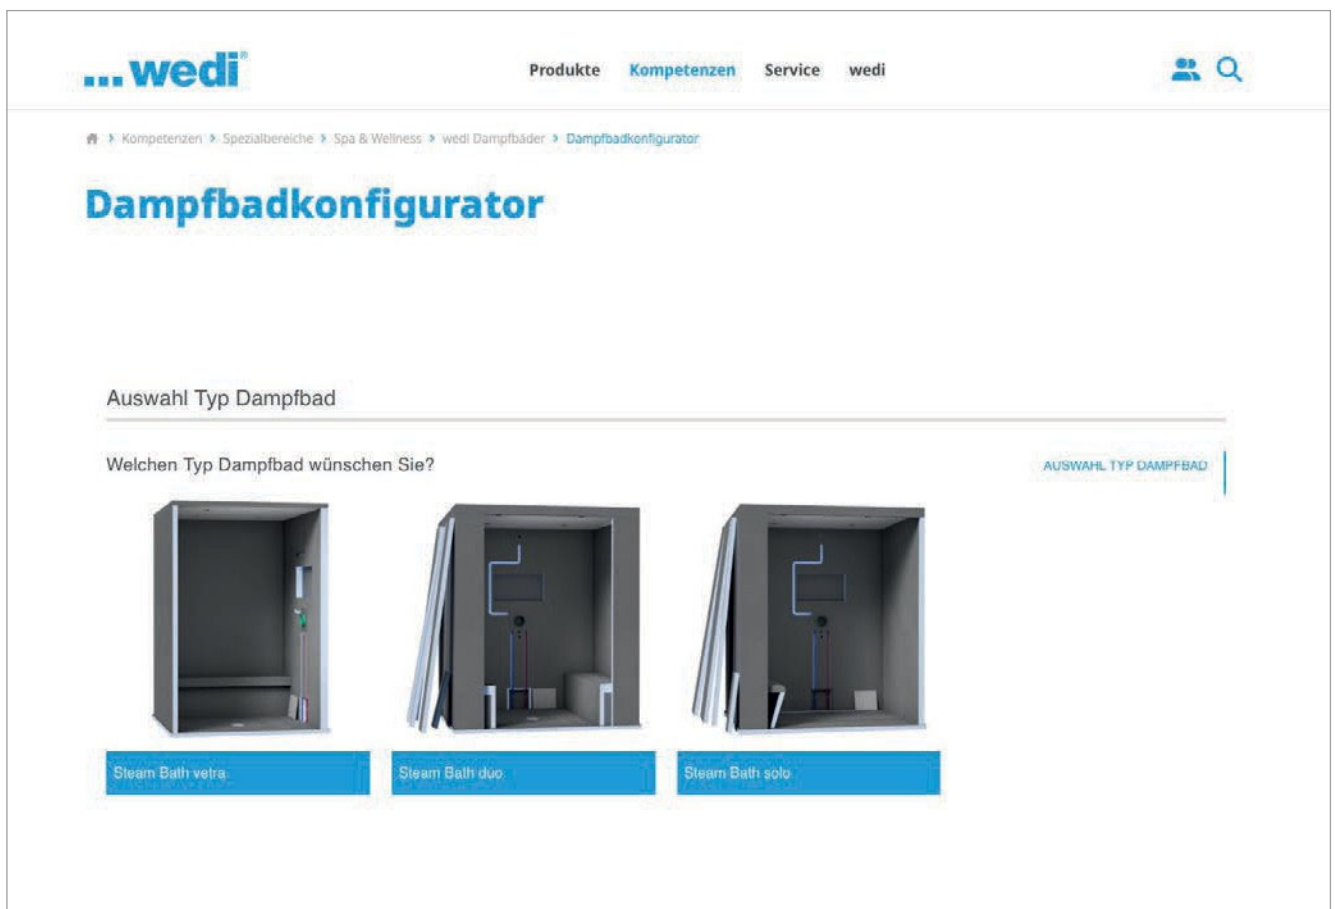 ...wedi®
Produkte Kompetenzen Service wedi
> Kompetenzen > Spezialbereiche > Spa & Wellness > wedi Dampfbäder > Dampfbadkonfigurator
Dampfbadkonfigurator
Auswahl Typ Dampfbad
Welchen Typ Dampfbad wünschen Sie?
AUSWAHL TYP DAMPFBAD
Steam Bath vetra
Steam Bath duo
Steam Bath solo